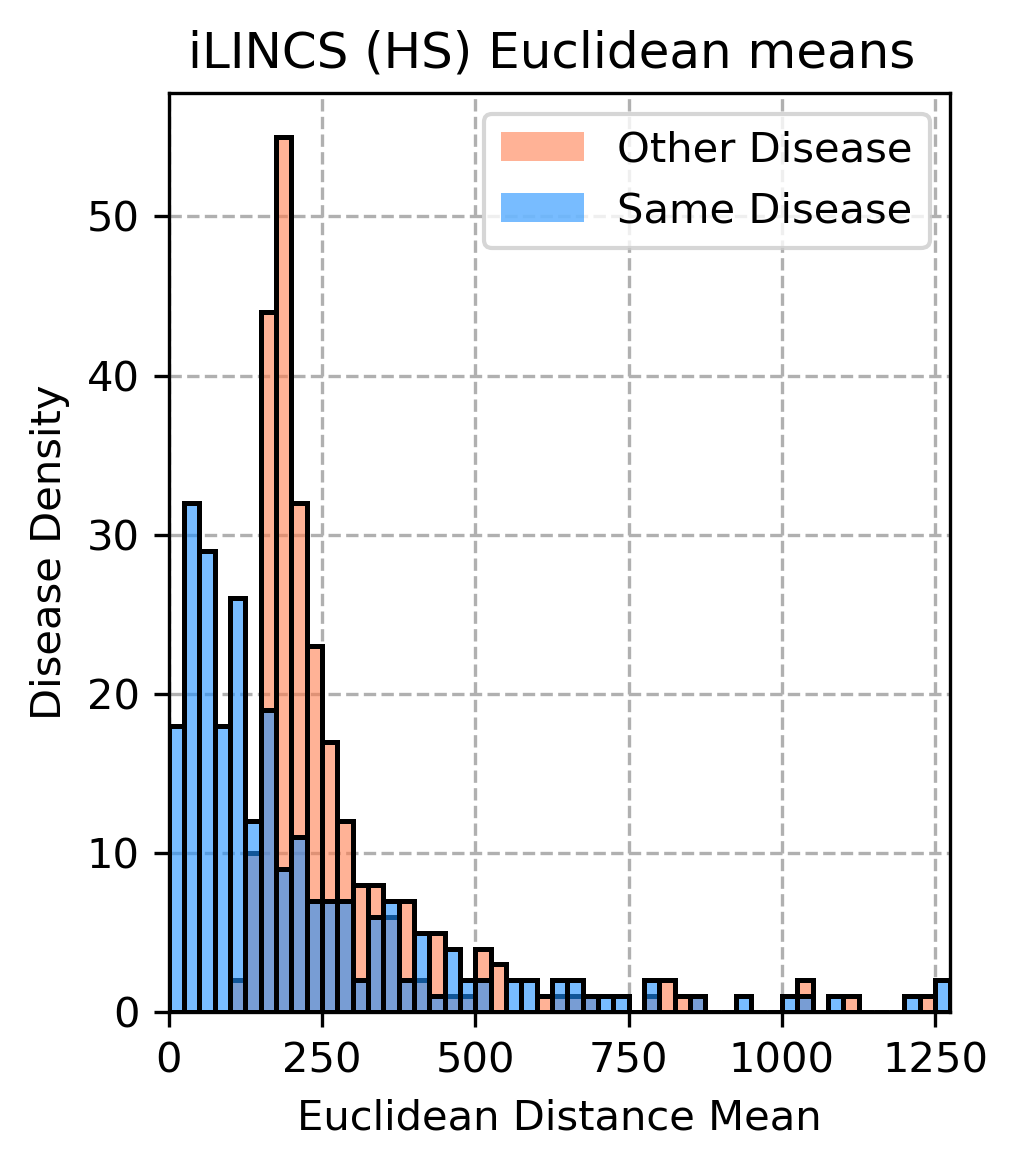 iLINCS (HS) Euclidean means
Other Disease
Same Disease
Disease Density
50
40
30
20
10
0
0 250 500 750 1000 1250
Euclidean Distance Mean